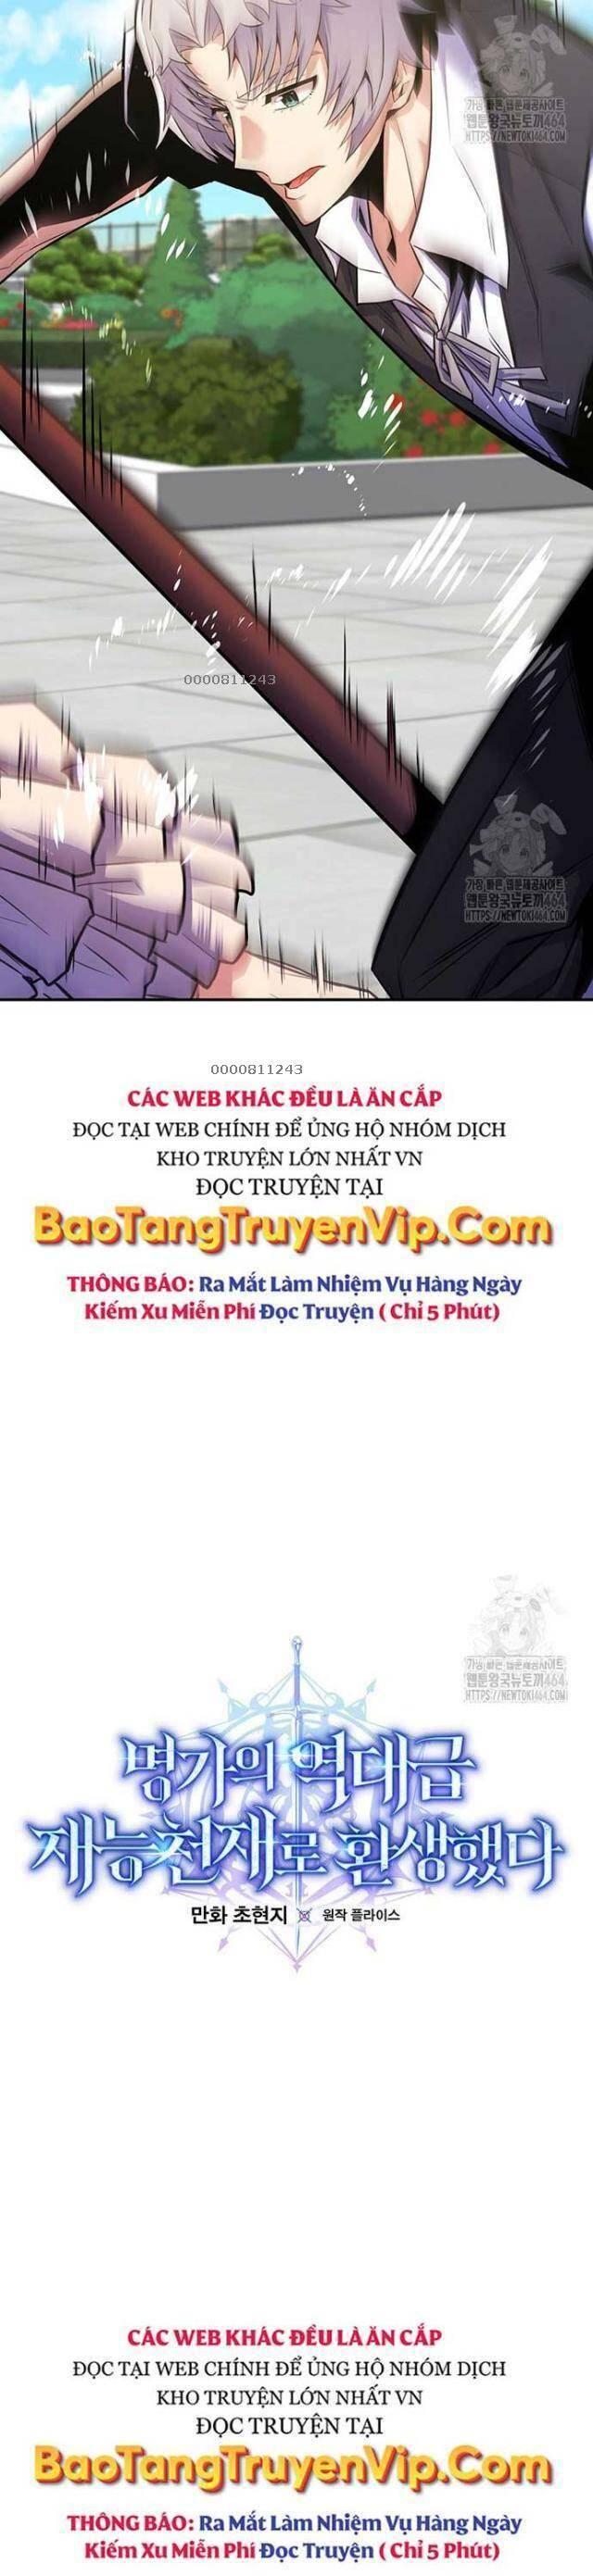 가장 빠른 웹툰제공사이트
웹툰왕국뉴토끼464
HTTPS://NEWTOKI464.COM
0000811243
가장 빠른 웹툰제공사이트
웹툰왕국뉴토끼464
HTTPS://NEWTOKI464.COM
0000811243
CÁC WEB KHÁC ĐỀU LÀ ĂN CẮP
ĐỌC TẠI WEB CHÍNH ĐỂ ỦNG HỘ NHÓM DỊCH
KHO TRUYỆN LỚN NHẤT VN
ĐỌC TRUYỆN TẠI
BaoTangTruyenVip.Com
THÔNG BÁO: Ra Mắt Làm Nhiệm Vụ Hàng Ngày
Kiếm Xu Miễn Phí Đọc Truyện ( Chỉ 5 Phút)
가장 빠른 웹툰제공사이트
웹툰왕국뉴토끼464
HTTPS://NEWTOKI464.COM
명가의 역대급
재능천재로 환생했다
만화 초현지 원작 플라이스
CÁC WEB KHÁC ĐỀU LÀ ĂN CẮP
ĐỌC TẠI WEB CHÍNH ĐỂ ỦNG HỘ NHÓM DỊCH
KHO TRUYỆN LỚN NHẤT VN
ĐỌC TRUYỆN TẠI
BaoTangTruyenVip.Com
THÔNG BÁO: Ra Mắt Làm Nhiệm Vụ Hàng Ngày
Kiếm Xu Miễn Phí Đọc Truyện ( Chỉ 5 Phút)